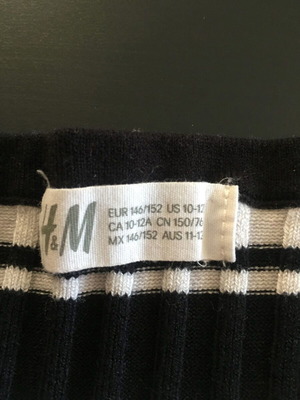 H&M
EUR 146/152 US 10-12
CA 10-12A CN 150/76
MX 146/152 AUS 11-12